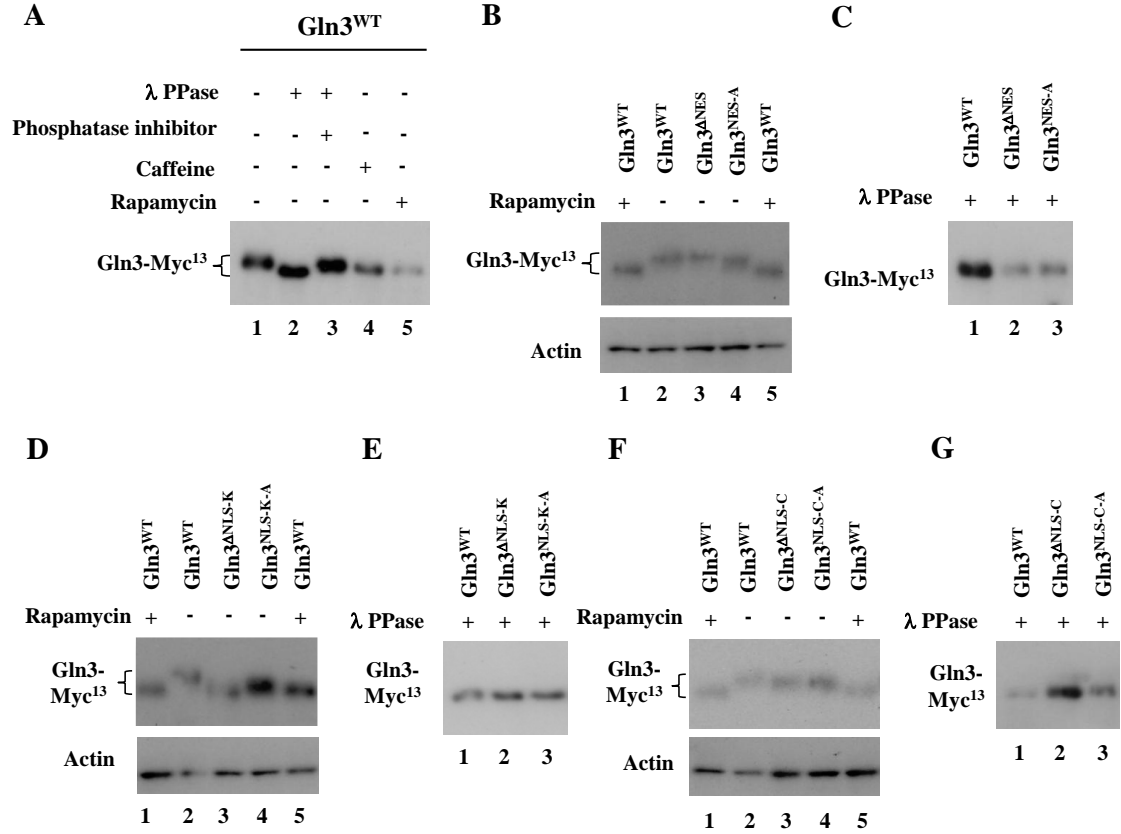 A
Gln3WT
λ PPase - + + - -
Phosphatase inhibitor - - + - -
Caffeine - - - + -
Rapamycin - - - - +
Gln3-Myc13
1 2 3 4 5
B
Gln3WT Gln3WT Gln3ΔNES Gln3NES-A Gln3WT
Rapamycin + - - - +
Gln3-Myc13
Actin
1 2 3 4 5
C
Gln3WT Gln3ΔNES Gln3NES-A
λ PPase + + +
Gln3-Myc13
1 2 3
D
Gln3WT Gln3WT Gln3ΔNLS-K Gln3NLS-K-A Gln3WT
Rapamycin + - - - +
Gln3-
Myc13
Actin
1 2 3 4 5
E
Gln3WT Gln3ΔNLS-K Gln3NLS-K-A
λ PPase + + +
Gln3-
Myc13
1 2 3
F
Gln3WT Gln3WT Gln3ΔNLS-C Gln3NLS-C-A Gln3WT
Rapamycin + - - - +
Gln3-
Myc13
Actin
1 2 3 4 5
G
Gln3WT Gln3ΔNLS-C Gln3NLS-C-A
λ PPase + + +
Gln3-
Myc13
1 2 3